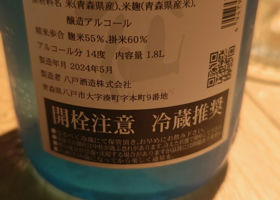 原材料名 米(青森県産)、米麹(青森県産)、
醸造アルコール
精米歩合 麹米55%、掛米60%
アルコール分 14度 内容量 1.8L
製造年月 2024年5月
製造者 八戸酒造株式会社
青森県八戸市大字湊町字本町9番地
開栓注意 冷蔵推奨